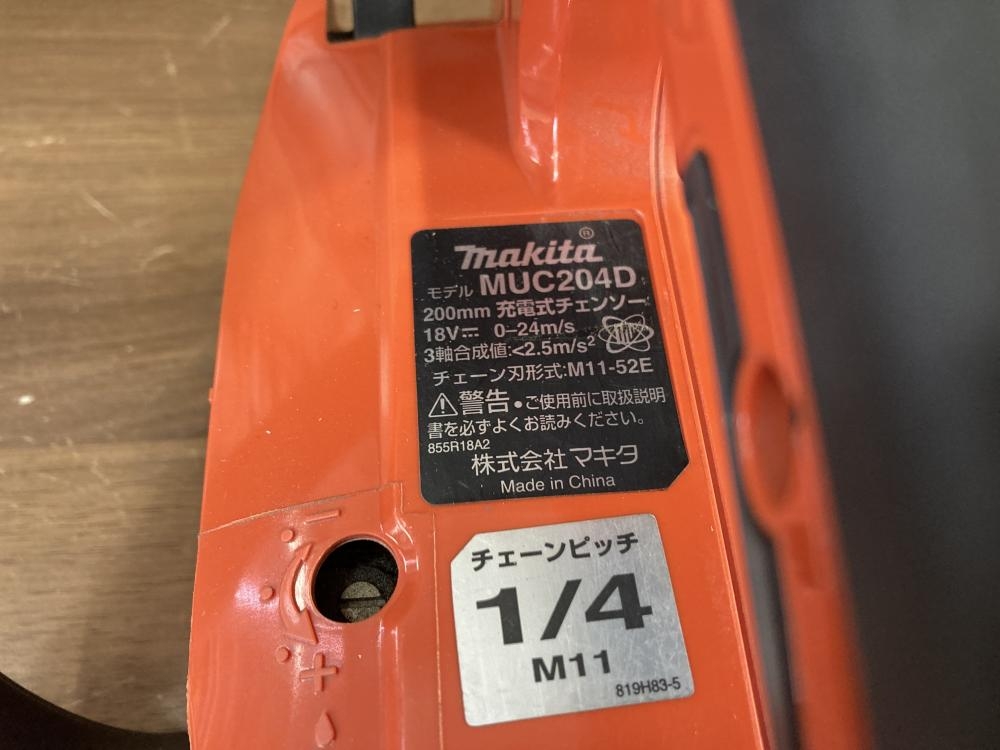 makita®
モデル MUC204D
200mm 充電式チェンソー
18V⎓ 0-24m/s
3軸合成値:<2.5m/s²
チェーン刃形式:M11-52E
⚠警告•ご使用前に取扱説明
書を必ずよくお読みください。
855R18A2
株式会社マキタ
Made in China
チェーンピッチ
1/4
M11
819H83-5
−
+